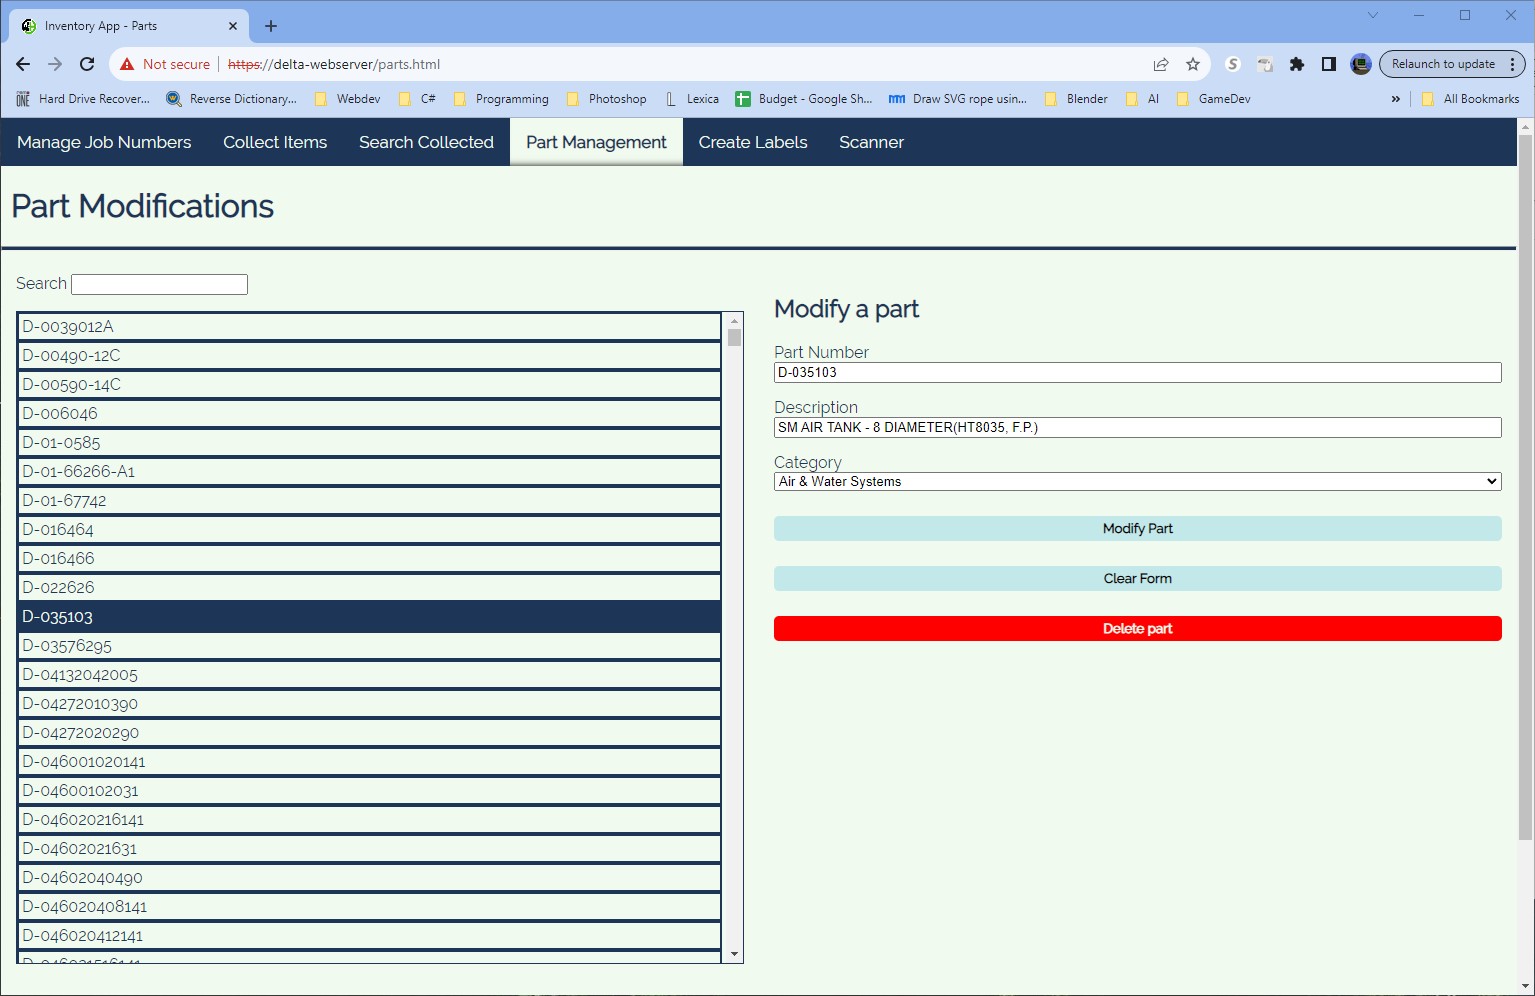 Inventory App - Parts
Not secure https://delta-webserver/parts.html Relaunch to update
Hard Drive Recover... Reverse Dictionary... Webdev C# Programming Photoshop Lexica Budget - Google Sh... Draw SVG rope usin... Blender AI GameDev » All Bookmarks
Manage Job Numbers Collect Items Search Collected Part Management Create Labels Scanner
Part Modifications
Search
D-0039012A
D-00490-12C
D-00590-14C
D-006046
D-01-0585
D-01-66266-A1
D-01-67742
D-016464
D-016466
D-022626
D-035103
D-03576295
D-04132042005
D-04272010390
D-04272020290
D-046001020141
D-04600102031
D-046020216141
D-04602021631
D-04602040490
D-046020408141
D-046020412141
Modify a part
Part Number
D-035103
Description
SM AIR TANK - 8 DIAMETER(HT8035, F.P.)
Category
Air & Water Systems
Modify Part
Clear Form
Delete part